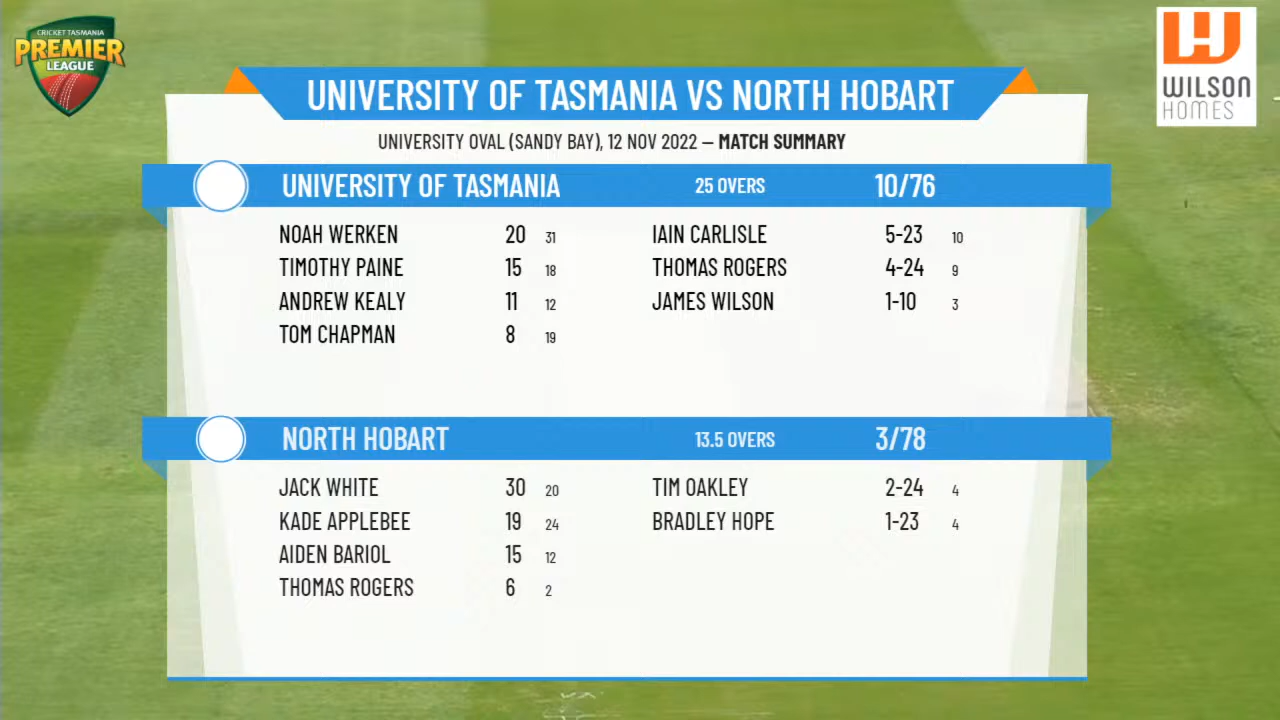 CRICKET TASMANIA
PREMIER
LEAGUE
WILSON
HOMES
UNIVERSITY OF TASMANIA VS NORTH HOBART
UNIVERSITY OVAL (SANDY BAY), 12 NOV 2022 – MATCH SUMMARY
UNIVERSITY OF TASMANIA 25 OVERS 10/76
NOAH WERKEN 20 31 IAIN CARLISLE 5-23 10
TIMOTHY PAINE 15 18 THOMAS ROGERS 4-24 9
ANDREW KEALY 11 12 JAMES WILSON 1-10 3
TOM CHAPMAN 8 19
NORTH HOBART 13.5 OVERS 3/78
JACK WHITE 30 20 TIM OAKLEY 2-24 4
KADE APPLEBEE 19 24 BRADLEY HOPE 1-23 4
AIDEN BARIOL 15 12
THOMAS ROGERS 6 2